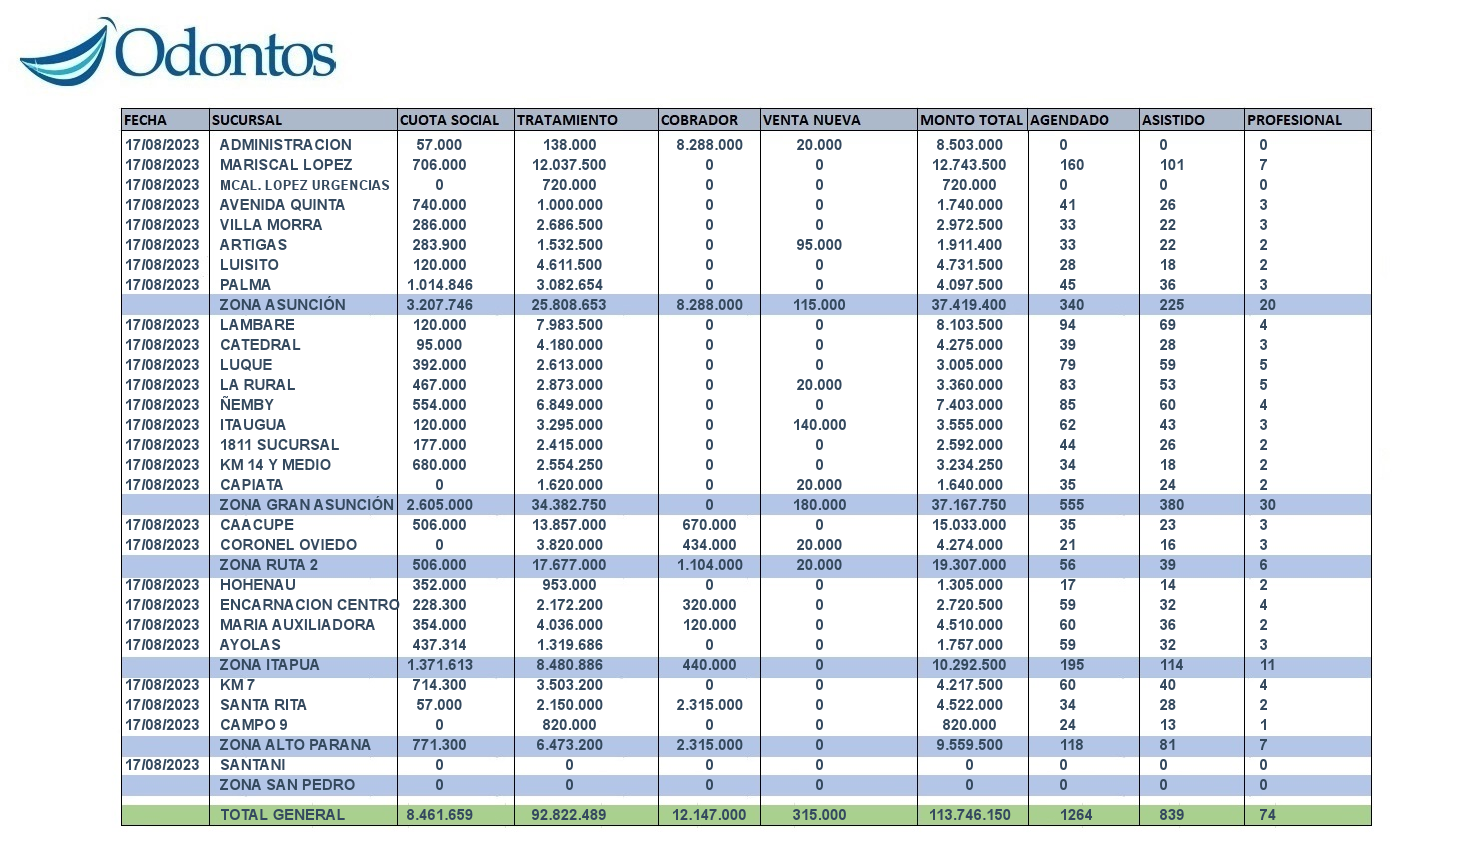 Odontos
FECHA SUCURSAL CUOTA SOCIAL TRATAMIENTO COBRADOR VENTA NUEVA MONTO TOTAL AGENDADO ASISTIDO PROFESIONAL
17/08/2023 ADMINISTRACION 57.000 138.000 8.288.000 20.000 8.503.000 0 0 0
17/08/2023 MARISCAL LOPEZ 706.000 12.037.500 0 0 12.743.500 160 101 7
17/08/2023 MCAL. LOPEZ URGENCIAS 0 720.000 0 0 720.000 0 0 0
17/08/2023 AVENIDA QUINTA 740.000 1.000.000 0 0 1.740.000 41 26 3
17/08/2023 VILLA MORRA 286.000 2.686.500 0 0 2.972.500 33 22 3
17/08/2023 ARTIGAS 283.900 1.532.500 0 95.000 1.911.400 33 22 2
17/08/2023 LUISITO 120.000 4.611.500 0 0 4.731.500 28 18 2
17/08/2023 PALMA 1.014.846 3.082.654 0 0 4.097.500 45 36 3
ZONA ASUNCIÓN 3.207.746 25.808.653 8.288.000 115.000 37.419.400 340 225 20
17/08/2023 LAMBARE 120.000 7.983.500 0 0 8.103.500 94 69 4
17/08/2023 CATEDRAL 95.000 4.180.000 0 0 4.275.000 39 28 3
17/08/2023 LUQUE 392.000 2.613.000 0 0 3.005.000 79 59 5
17/08/2023 LA RURAL 467.000 2.873.000 0 20.000 3.360.000 83 53 5
17/08/2023 ÑEMBY 554.000 6.849.000 0 0 7.403.000 85 60 4
17/08/2023 ITAUGUA 120.000 3.295.000 0 140.000 3.555.000 62 43 3
17/08/2023 1811 SUCURSAL 177.000 2.415.000 0 0 2.592.000 44 26 2
17/08/2023 KM 14 Y MEDIO 680.000 2.554.250 0 0 3.234.250 34 18 2
17/08/2023 CAPIATA 0 1.620.000 0 20.000 1.640.000 35 24 2
ZONA GRAN ASUNCIÓN 2.605.000 34.382.750 0 180.000 37.167.750 555 380 30
17/08/2023 CAACUPE 506.000 13.857.000 670.000 0 15.033.000 35 23 3
17/08/2023 CORONEL OVIEDO 0 3.820.000 434.000 20.000 4.274.000 21 16 3
ZONA RUTA 2 506.000 17.677.000 1.104.000 20.000 19.307.000 56 39 6
17/08/2023 HOHENAU 352.000 953.000 0 0 1.305.000 17 14 2
17/08/2023 ENCARNACION CENTRO 228.300 2.172.200 320.000 0 2.720.500 59 32 4
17/08/2023 MARIA AUXILIADORA 354.000 4.036.000 120.000 0 4.510.000 60 36 2
17/08/2023 AYOLAS 437.314 1.319.686 0 0 1.757.000 59 32 3
ZONA ITAPUA 1.371.613 8.480.886 440.000 0 10.292.500 195 114 11
17/08/2023 KM 7 714.300 3.503.200 0 0 4.217.500 60 40 4
17/08/2023 SANTA RITA 57.000 2.150.000 2.315.000 0 4.522.000 34 28 2
17/08/2023 CAMPO 9 0 820.000 0 0 820.000 24 13 1
ZONA ALTO PARANA 771.300 6.473.200 2.315.000 0 9.559.500 118 81 7
17/08/2023 SANTANI 0 0 0 0 0 0 0 0
ZONA SAN PEDRO 0 0 0 0 0 0 0 0
TOTAL GENERAL 8.461.659 92.822.489 12.147.000 315.000 113.746.150 1264 839 74